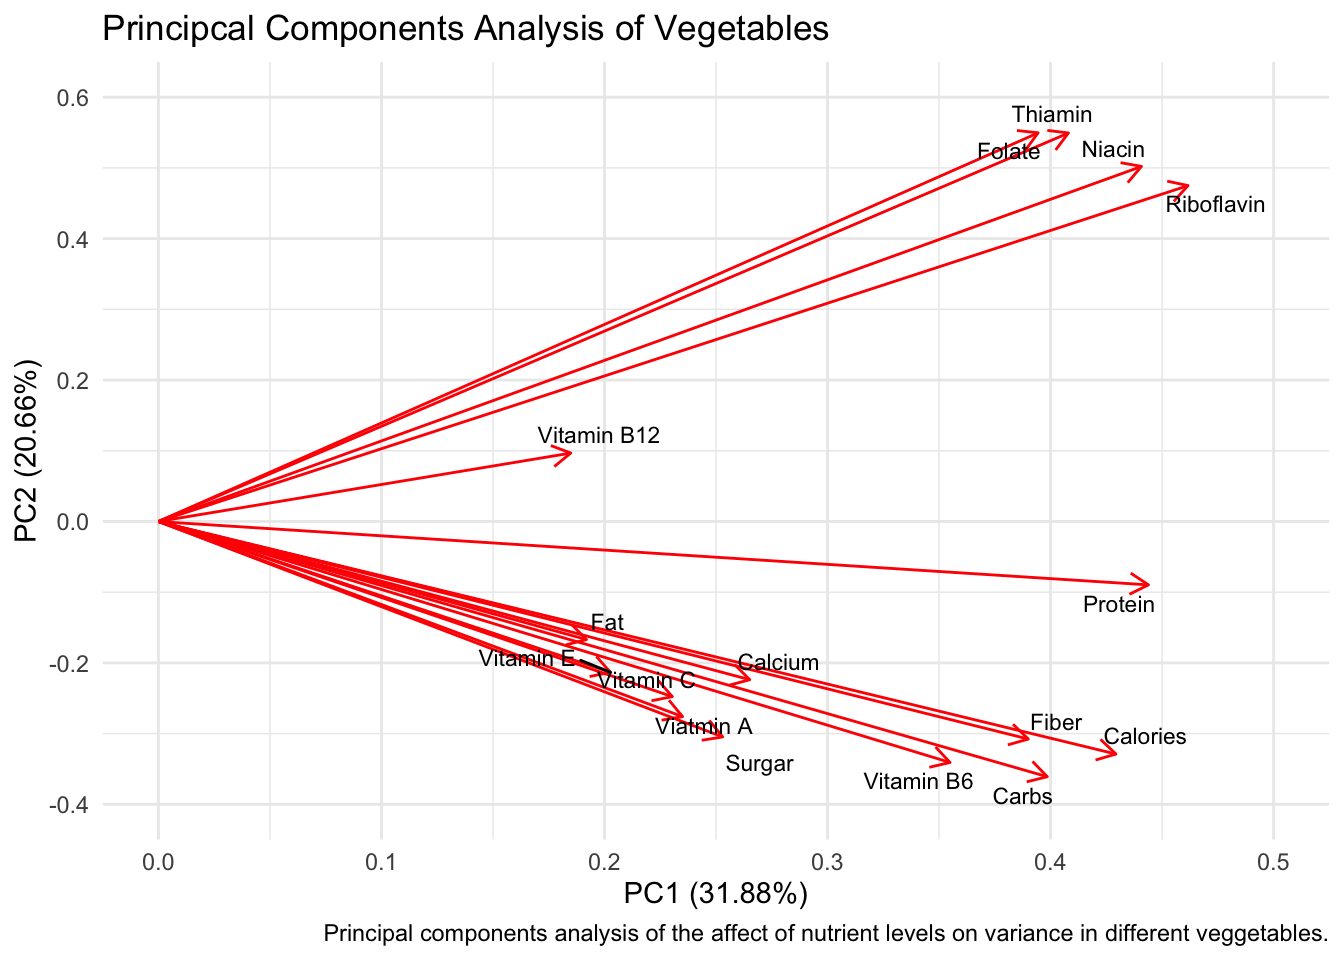 Principcal Components Analysis of Vegetables
0.6
Thiamin
Folate
Niacin
Riboflavin
0.4
Vitamin B12
0.2
PC2 (20.66%)
0.0
Protein
Fat
Vitamin E
Calcium
-0.2
Vitamin C
Viatmin A
Fiber
Calories
Surgar
Vitamin B6
Carbs
-0.4
0.0 0.1 0.2 0.3 0.4 0.5
PC1 (31.88%)
Principal components analysis of the affect of nutrient levels on variance in different veggetables.